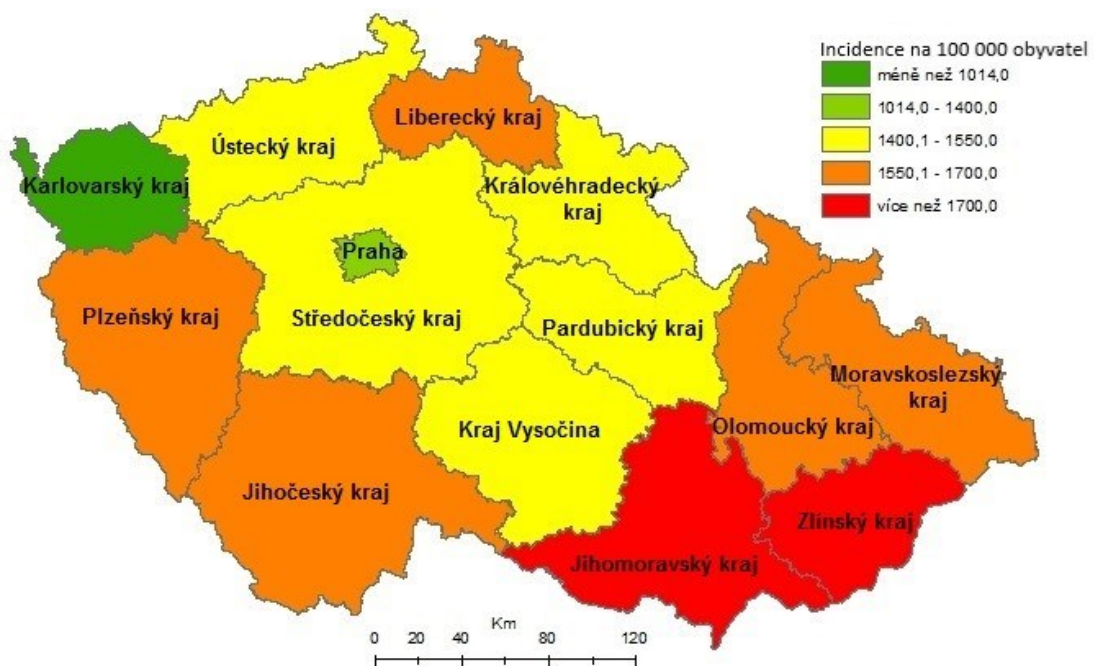 Incidence na 100 000 obyvatel
méně než 1014,0
1014,0 - 1400,0
1400,1 - 1550,0
1550,1 - 1700,0
více než 1700,0
Liberecký kraj
Ústecký kraj
Karlovarský kraj
Královéhradecký
kraj
Praha
Plzeňský kraj
Středočeský kraj
Pardubický kraj
Moravskoslezský
kraj
Kraj Vysočina
Olomoucký kraj
Jihočeský kraj
Zlínský kraj
Jihomoravský kraj
Km
0 20 40 80 120